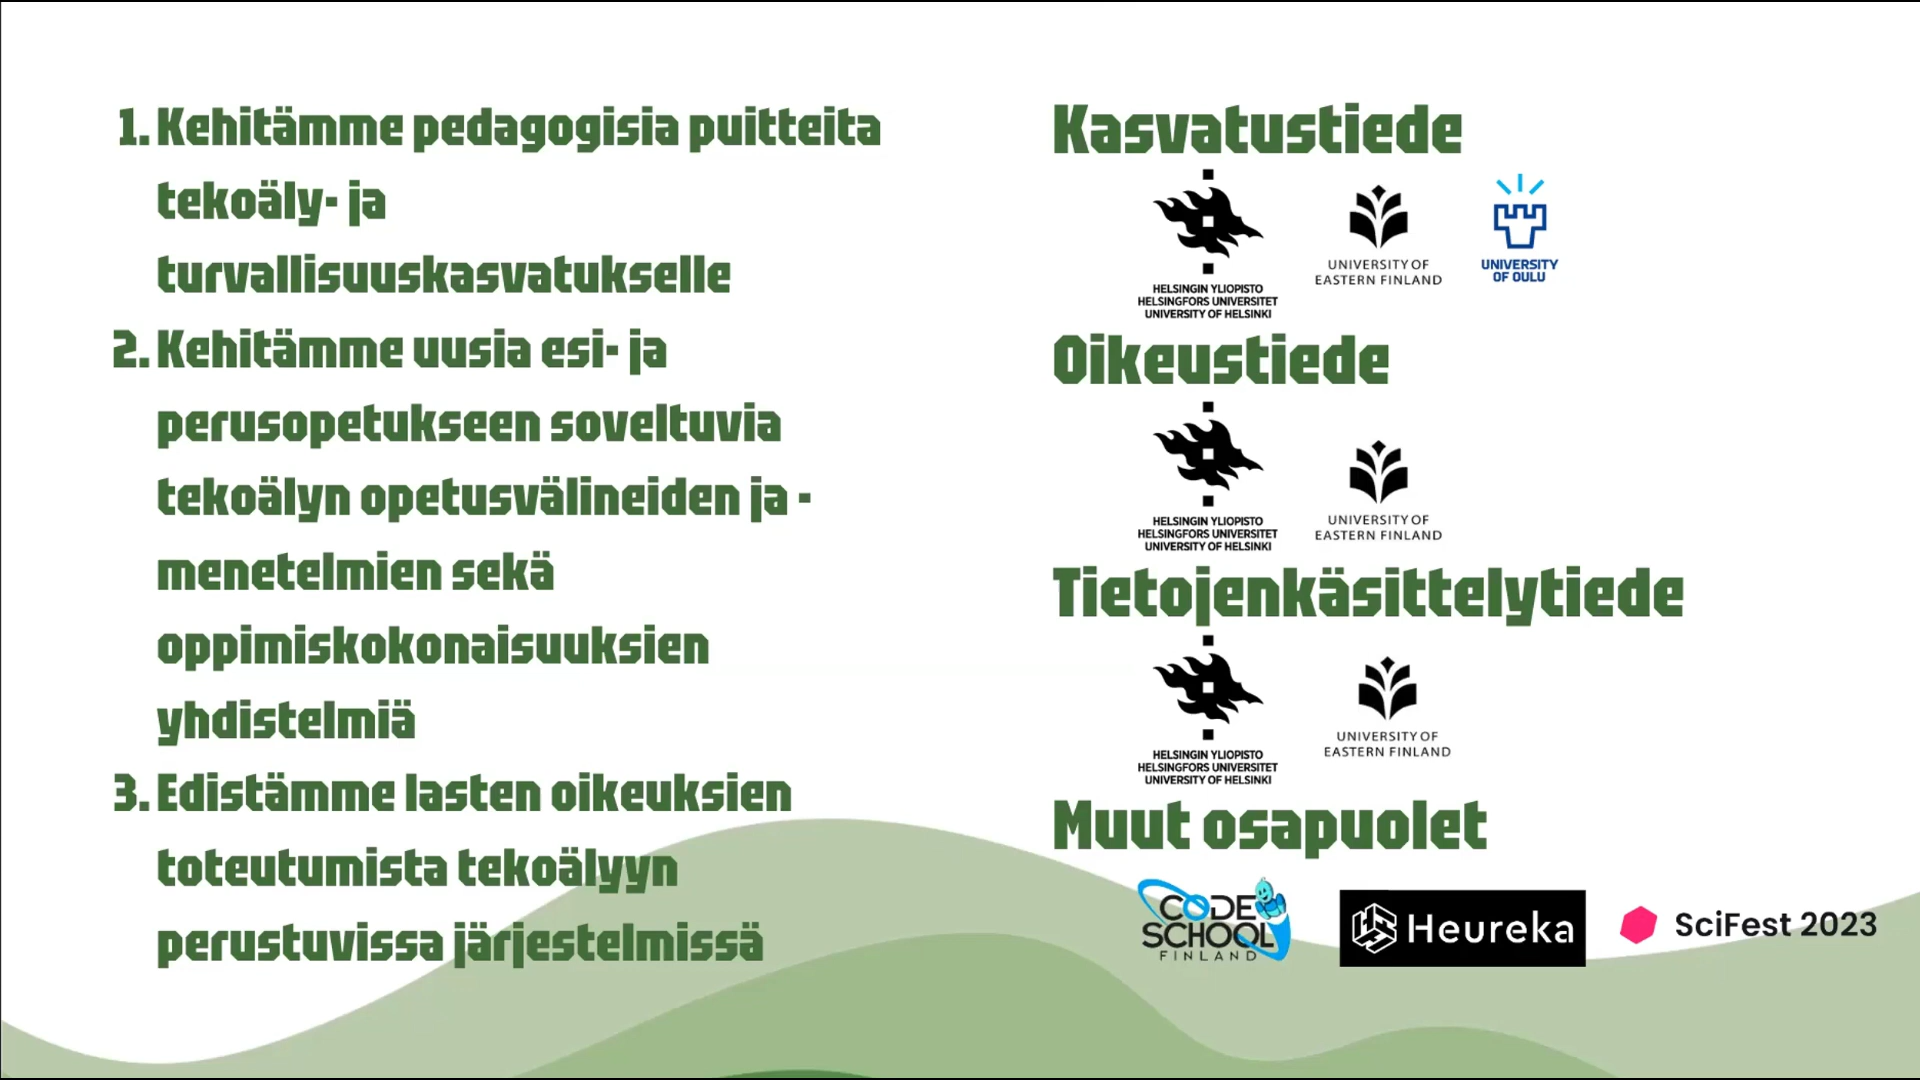 1. Kehitämme pedagogisia puitteita
tekoäly- ja
turvallisuuskasvatukselle
2. Kehitämme uusia esi- ja
perusopetukseen soveltuvia
tekoälyn opetusvälineiden ja -
menetelmien sekä
oppimiskokonaisuuksien
yhdistelmiä
3. Edistämme lasten oikeuksien
toteutumista tekoälyyn
perustuvissa järjestelmissä
Kasvatustiede
HELSINGIN YLIOPISTO
HELSINGFORS UNIVERSITET
UNIVERSITY OF HELSINKI
UNIVERSITY OF
EASTERN FINLAND
UNIVERSITY
OF OULU
Oikeustiede
HELSINGIN YLIOPISTO
HELSINGFORS UNIVERSITET
UNIVERSITY OF HELSINKI
UNIVERSITY OF
EASTERN FINLAND
Tietojenkäsittelytiede
HELSINGIN YLIOPISTO
HELSINGFORS UNIVERSITET
UNIVERSITY OF HELSINKI
UNIVERSITY OF
EASTERN FINLAND
Muut osapuolet
CODE
SCHOOL
FINLAND
Heureka
SciFest 2023